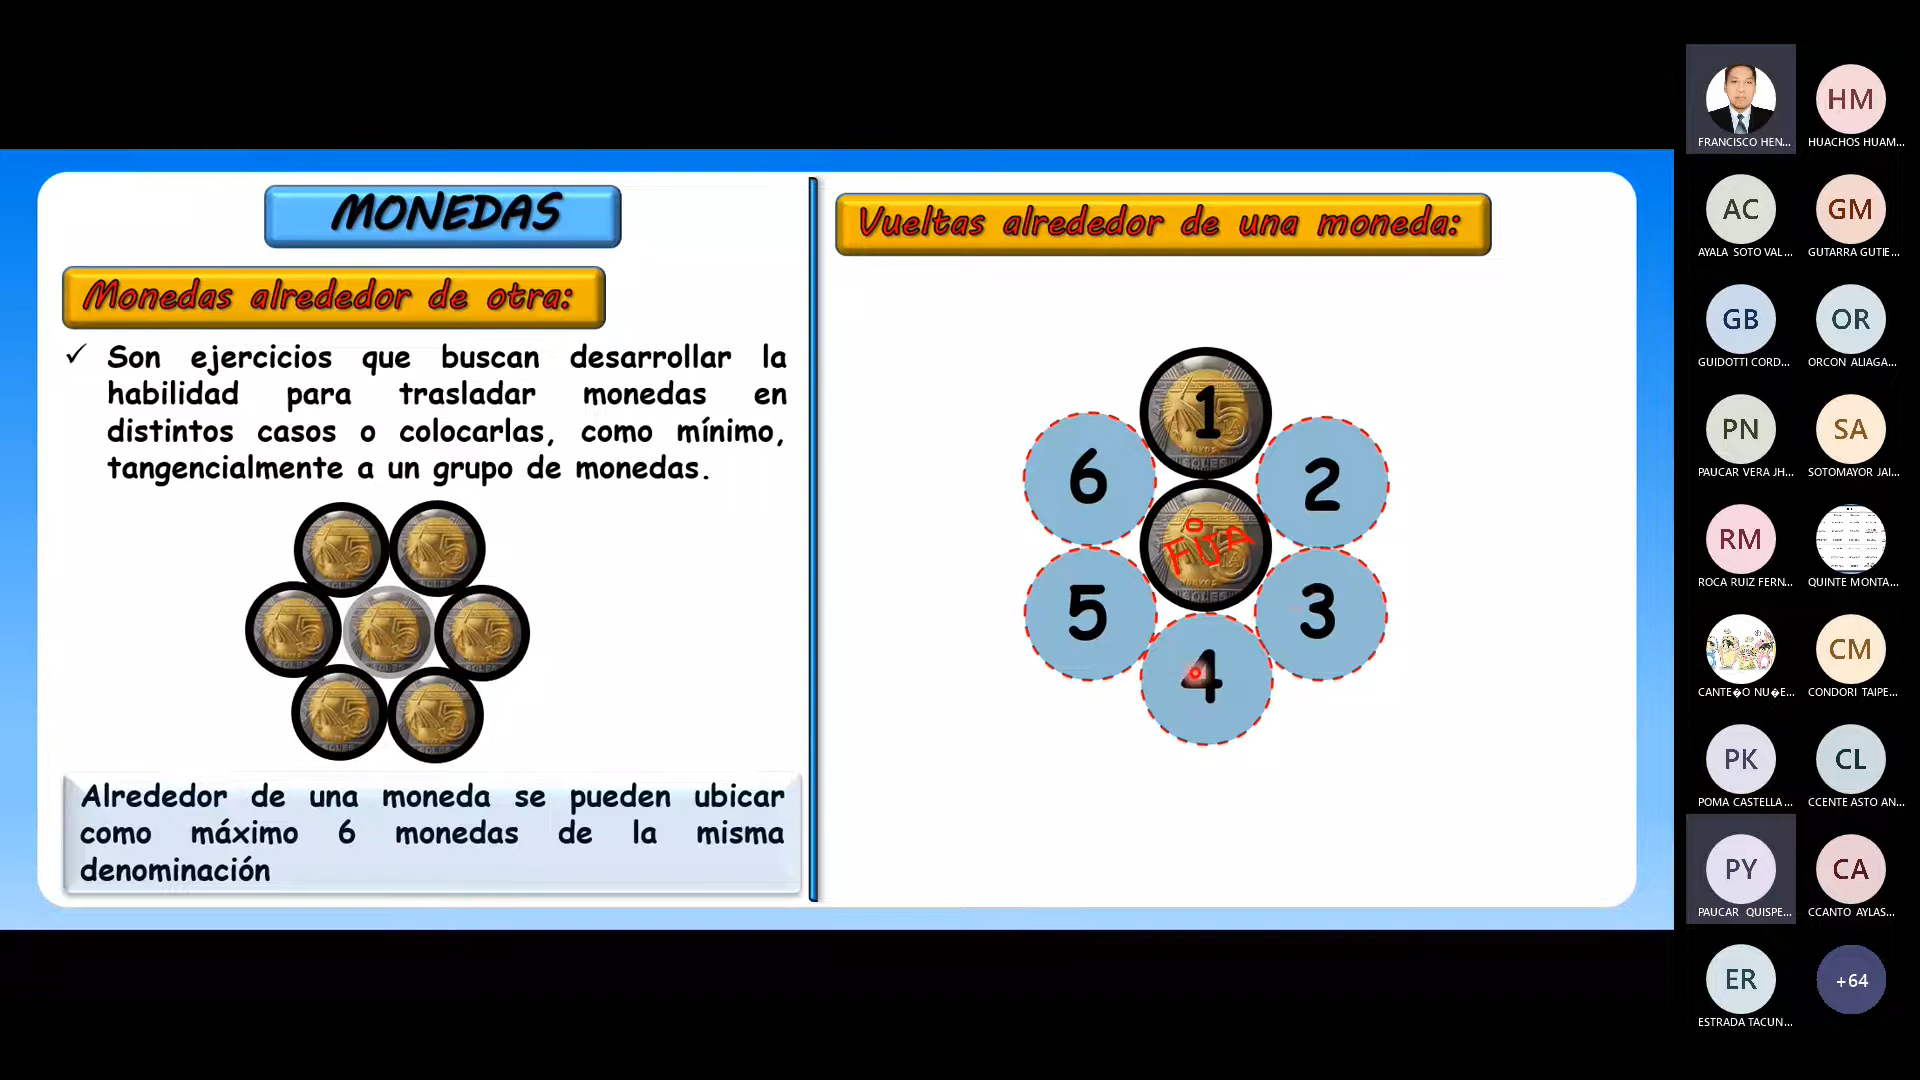 MONEDAS
Monedas alrededor de otra:
✓ Son ejercicios que buscan desarrollar la
habilidad para trasladar monedas en
distintos casos o colocarlas, como mínimo,
tangencialmente a un grupo de monedas.
Alrededor de una moneda se pueden ubicar
como máximo 6 monedas de la misma
denominación
Vueltas alrededor de una moneda:
1
6
2
FIJA
5
3
4
FRANCISCO HEN...
HM
HUACHOS HUAM...
AC
AYALA SOTO VAL...
GM
GUTARRA GUTIE...
GB
GUIDOTTI CORD...
OR
ORCON ALIAGA...
PN
PAUCAR VERA JH...
SA
SOTOMAYOR JAI...
RM
ROCA RUIZ FERN...
QUINTE MONTA...
CANTE�O NU�E...
CM
CONDORI TAIPE...
PK
POMA CASTELLA...
CL
CCENTE ASTO AN...
PY
PAUCAR QUISPE...
CA
CCANTO AYLAS...
ER
ESTRADA TACUN...
+64